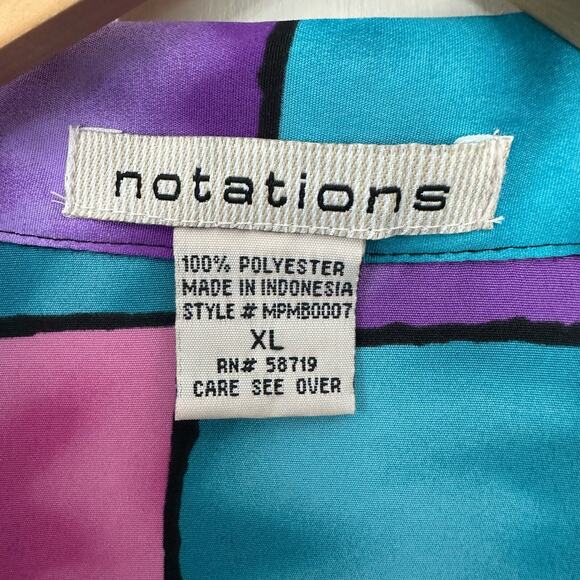 notations
100% POLYESTER
MADE IN INDONESIA
STYLE # MPMB0007
XL
RN# 58719
CARE SEE OVER